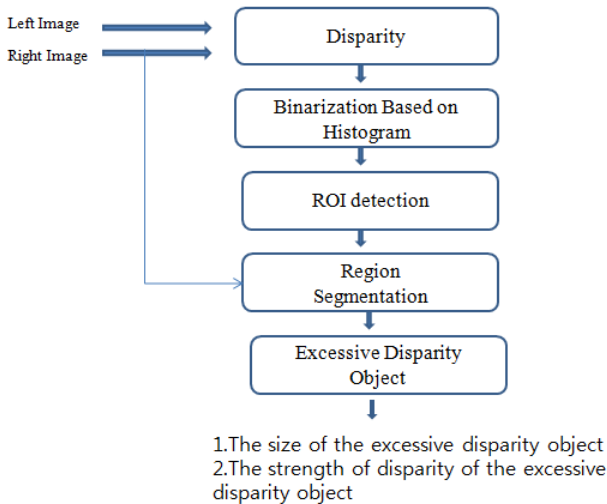 Left Image
Right Image
Disparity
Binarization Based on
Histogram
ROI detection
Region
Segmentation
Excessive Disparity
Object
1.The size of the excessive disparity object
2.The strength of disparity of the excessive
disparity object